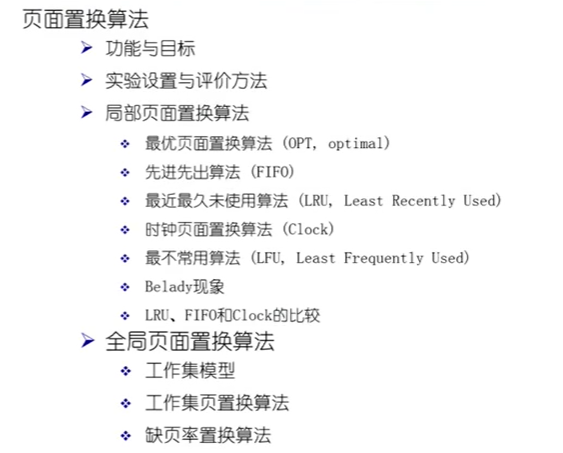 页面置换算法
功能与目标
实验设置与评价方法
局部页面置换算法
最优页面置换算法 (OPT, optimal)
先进先出算法 (FIFO)
最近最久未使用算法 (LRU, Least Recently Used)
时钟页面置换算法 (Clock)
最不常用算法 (LFU, Least Frequently Used)
Belady现象
LRU、FIFO和Clock的比较
全局页面置换算法
工作集模型
工作集页置换算法
缺页率置换算法